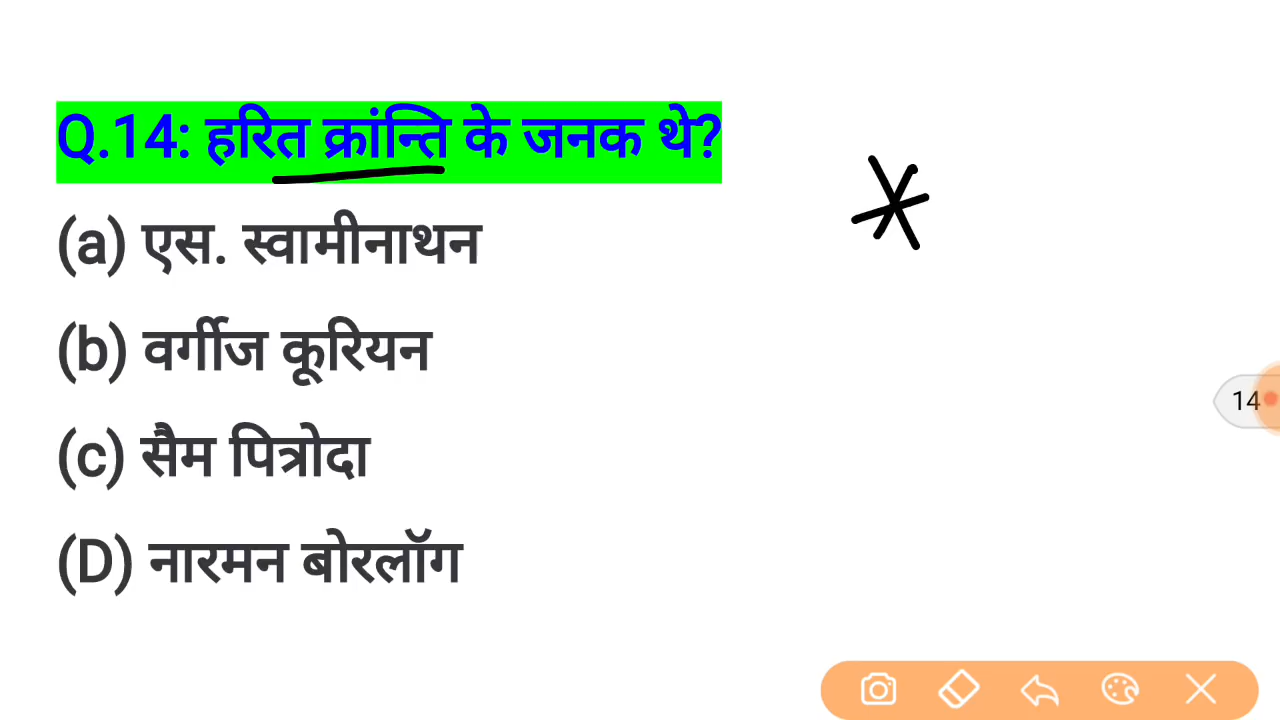 Q.14: हरित क्रांन्ति के जनक थे?
(a) एस. स्वामीनाथन
(b) वर्गीज कूरियन
(c) सैम पित्रोदा
(D) नारमन बोरलॉग
14